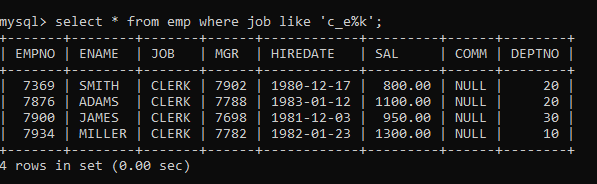 mysql> select * from emp where job like 'c_e%k';
+-------+--------+-------+------+------------+---------+------+--------+
| EMPNO | ENAME | JOB | MGR | HIREDATE | SAL | COMM | DEPTNO |
+-------+--------+-------+------+------------+---------+------+--------+
| 7369 | SMITH | CLERK | 7902 | 1980-12-17 | 800.00 | NULL | 20 |
| 7876 | ADAMS | CLERK | 7788 | 1983-01-12 | 1100.00 | NULL | 20 |
| 7900 | JAMES | CLERK | 7698 | 1981-12-03 | 950.00 | NULL | 30 |
| 7934 | MILLER | CLERK | 7782 | 1982-01-23 | 1300.00 | NULL | 10 |
+-------+--------+-------+------+------------+---------+------+--------+
4 rows in set (0.00 sec)